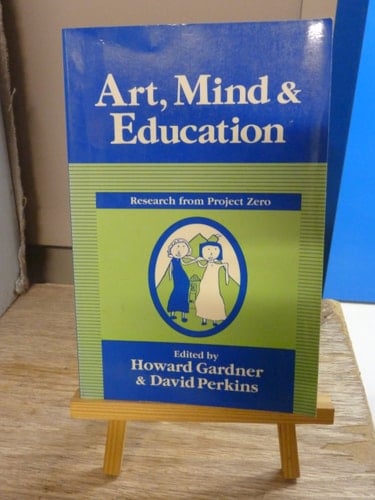 Art, Mind &
Education
Research from Project Zero
Edited by
Howard Gardner
& David Perkins